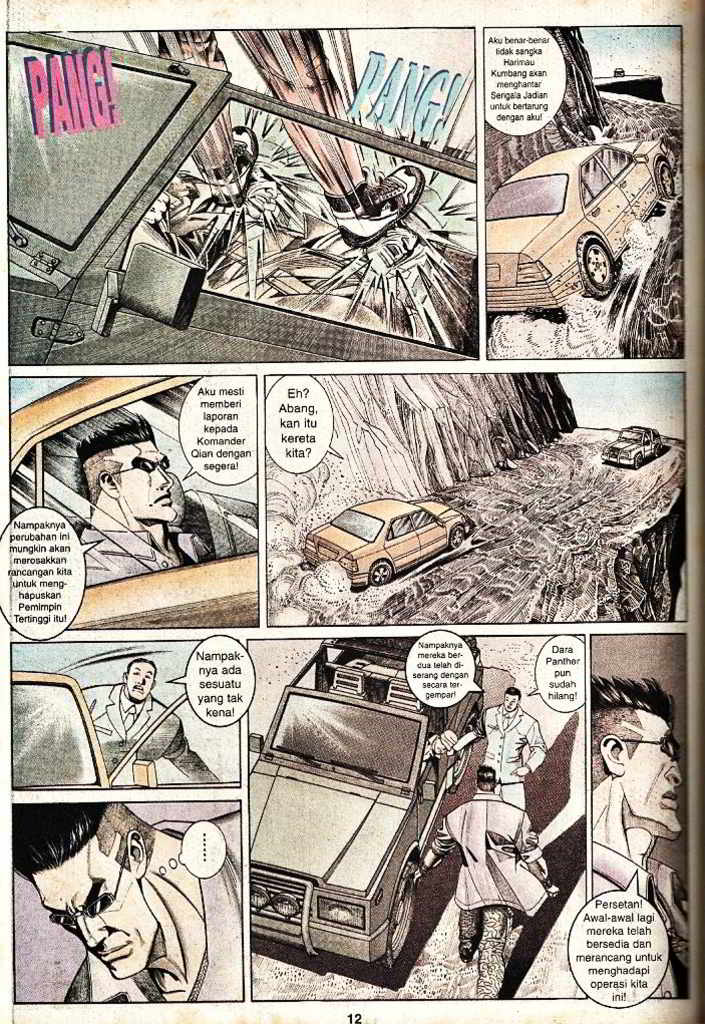 PANG!
PANG!
Aku benar-benar
tidak sangka
Harimau
Kumbang akan
menghantar
Serigala Jadian
untuk bertarung
dengan aku!
Aku mesti
memberi
laporan
kepada
Komander
Qian dengan
segera!
Nampaknya
perubahan ini
mungkin akan
merosakkan
rancangan kita
untuk meng-
hapuskan
Pemimpin
Tertinggi itu!
Eh?
Abang,
kan itu
kereta
kita?
Nampak-
nya ada
sesuatu
yang tak
kena!
Nampaknya
mereka ber-
dua telah di-
serang dengan
secara ter-
gempar!
Dara
Panther
pun
sudah
hilang!
......
Persetan!
Awal-awal lagi
mereka telah
bersedia dan
merancang untuk
menghadapi
operasi kita
ini!
12